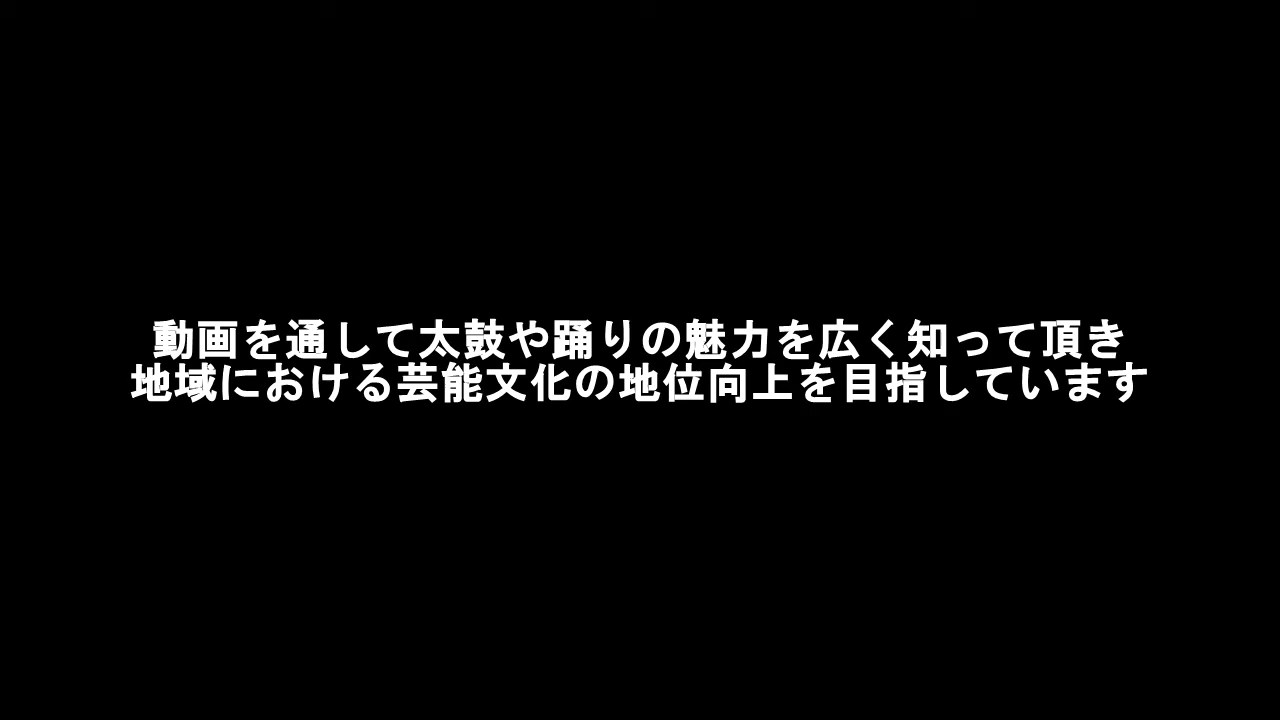 動画を通して太鼓や踊りの魅力を広く知って頂き
地域における芸能文化の地位向上を目指しています